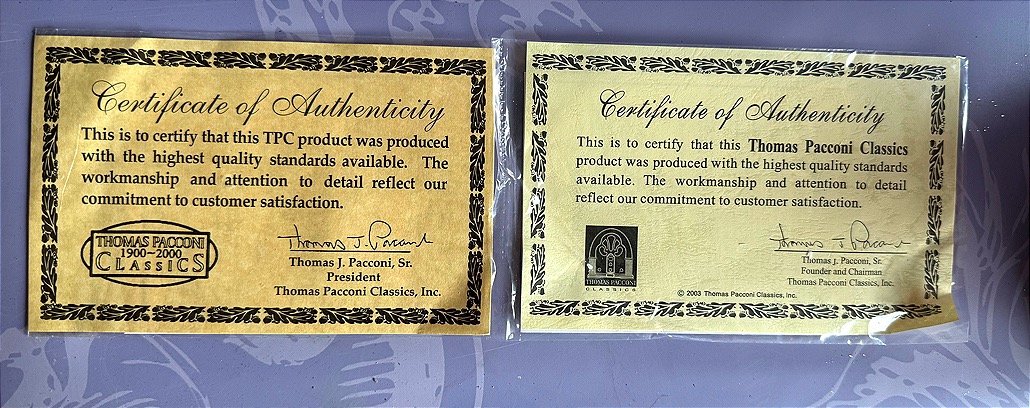 Certificate of Authenticity
This is to certify that this TPC product was produced
with the highest quality standards available. The
workmanship and attention to detail reflect our
commitment to customer satisfaction.
THOMAS PACCONI
1900~2000
CLASSICS
Thomas J. Pacconi
Thomas J. Pacconi, Sr.
President
Thomas Pacconi Classics, Inc.
Certificate of Authenticity
This is to certify that this Thomas Pacconi Classics
product was produced with the highest quality standards
available. The workmanship and attention to detail
reflect our commitment to customer satisfaction.
THOMAS PACCONI
CLASSICS
Thomas J Pacconi
Thomas J. Pacconi, Sr.
Founder and Chairman
Thomas Pacconi Classics, Inc.
© 2003 Thomas Pacconi Classics, Inc.